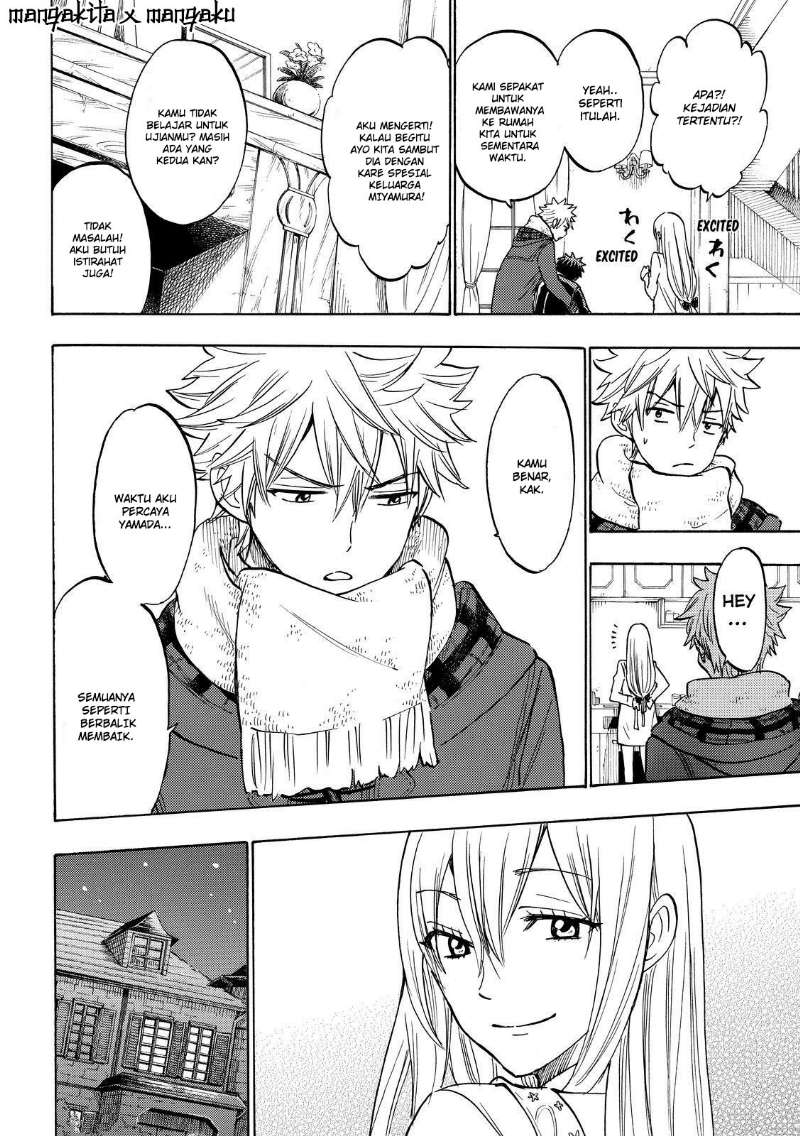 mangakita x mangaku
APA?!
KEJADIAN
TERTENTU?!
YEAH..
SEPERTI
ITULAH.
KAMI SEPAKAT
UNTUK
MEMBAWANYA
KE RUMAH
KITA UNTUK
SEMENTARA
WAKTU.
EXCITED
わく
わく
EXCITED
AKU MENGERTI!
KALAU BEGITU
AYO KITA SAMBUT
DIA DENGAN
KARE SPESIAL
KELUARGA
MIYAMURA!
KAMU TIDAK
BELAJAR UNTUK
UJIANMU? MASIH
ADA YANG
KEDUA KAN?
TIDAK
MASALAH!
AKU BUTUH
ISTIRAHAT
JUGA!
HEY
...
KAMU
BENAR,
KAK.
WAKTU AKU
PERCAYA
YAMADA...
SEMUANYA
SEPERTI
BERBALIK
MEMBAIK.